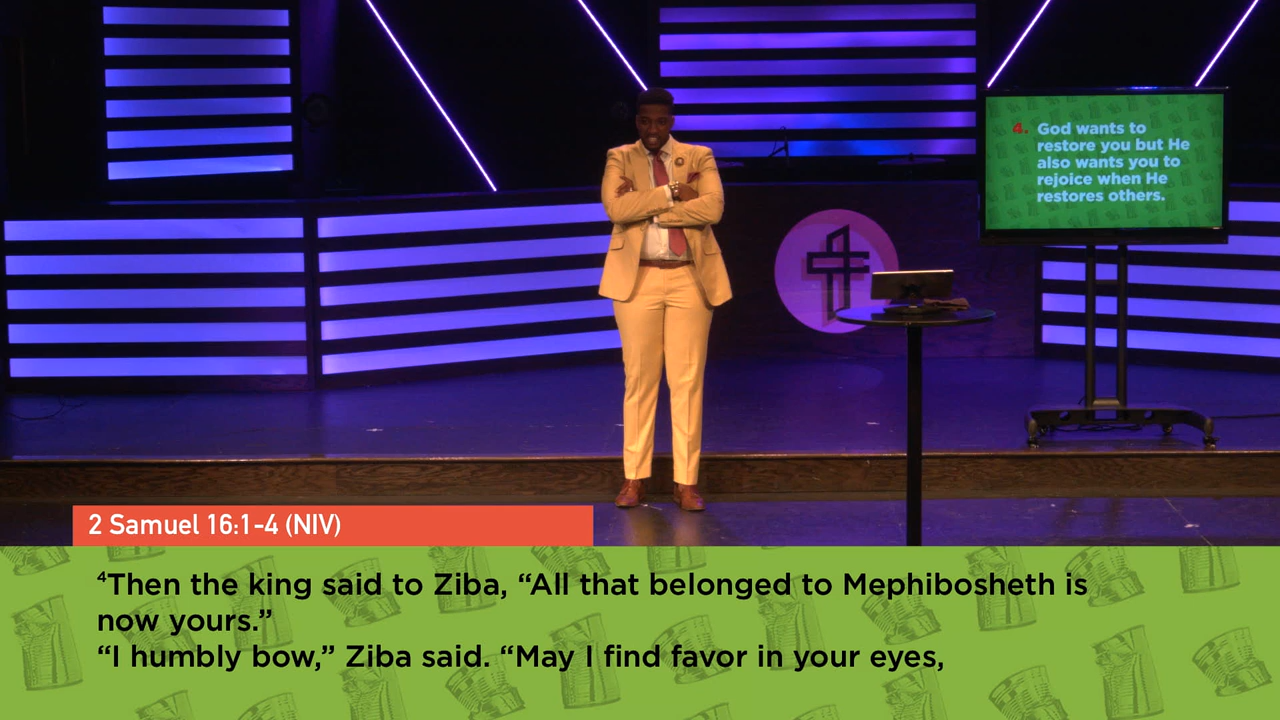 4. God wants to
restore you but He
also wants you to
rejoice when He
restores others.
2 Samuel 16:1-4 (NIV)
⁴Then the king said to Ziba, “All that belonged to Mephibosheth is
now yours.”
“I humbly bow,” Ziba said. “May I find favor in your eyes,